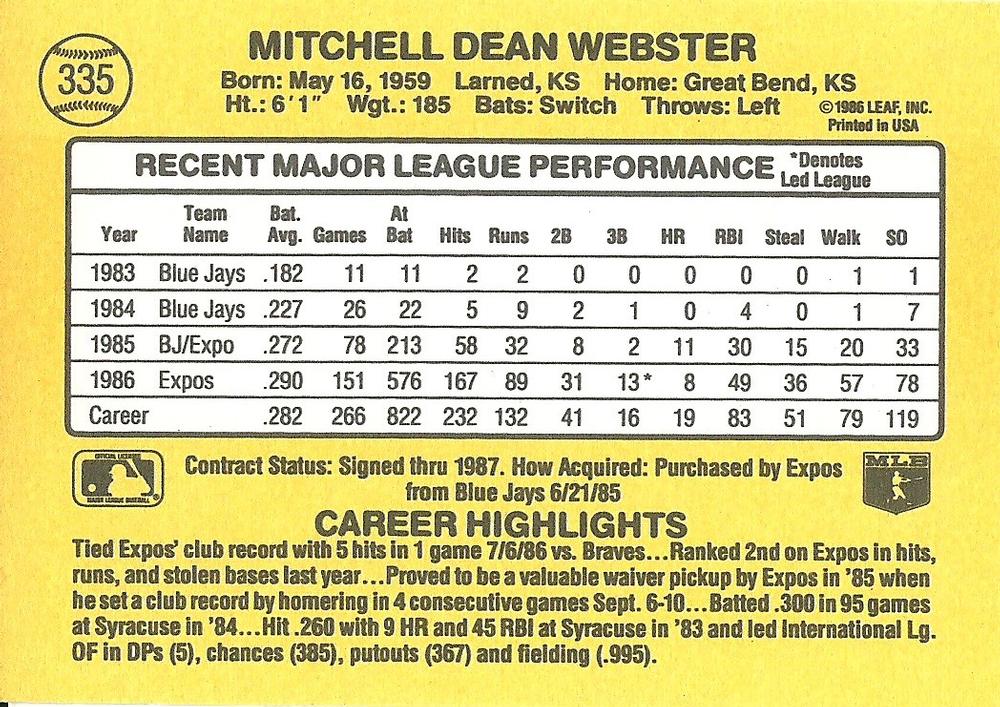 335
MITCHELL DEAN WEBSTER
Born: May 16, 1959 Larned, KS Home: Great Bend, KS
Ht.: 6'1" Wgt.: 185 Bats: Switch Throws: Left
©1986 LEAF, INC.
Printed in USA
RECENT MAJOR LEAGUE PERFORMANCE *Denotes
Led League
Year Team Name Bat. Avg. Games At Bat Hits Runs 2B 3B HR RBI Steal Walk SO
1983 Blue Jays .182 11 11 2 2 0 0 0 0 0 1 1
1984 Blue Jays .227 26 22 5 9 2 1 0 4 0 1 7
1985 BJ/Expo .272 78 213 58 32 8 2 11 30 15 20 33
1986 Expos .290 151 576 167 89 31 13* 8 49 36 57 78
Career .282 266 822 232 132 41 16 19 83 51 79 119
OFFICIAL LICENSEE
MAJOR LEAGUE BASEBALL
®
Contract Status: Signed thru 1987. How Acquired: Purchased by Expos
from Blue Jays 6/21/85
MLB
CAREER HIGHLIGHTS
Tied Expos' club record with 5 hits in 1 game 7/6/86 vs. Braves...Ranked 2nd on Expos in hits,
runs, and stolen bases last year...Proved to be a valuable waiver pickup by Expos in '85 when
he set a club record by homering in 4 consecutive games Sept. 6-10...Batted .300 in 95 games
at Syracuse in '84...Hit .260 with 9 HR and 45 RBI at Syracuse in '83 and led International Lg.
OF in DPs (5), chances (385), putouts (367) and fielding (.995).